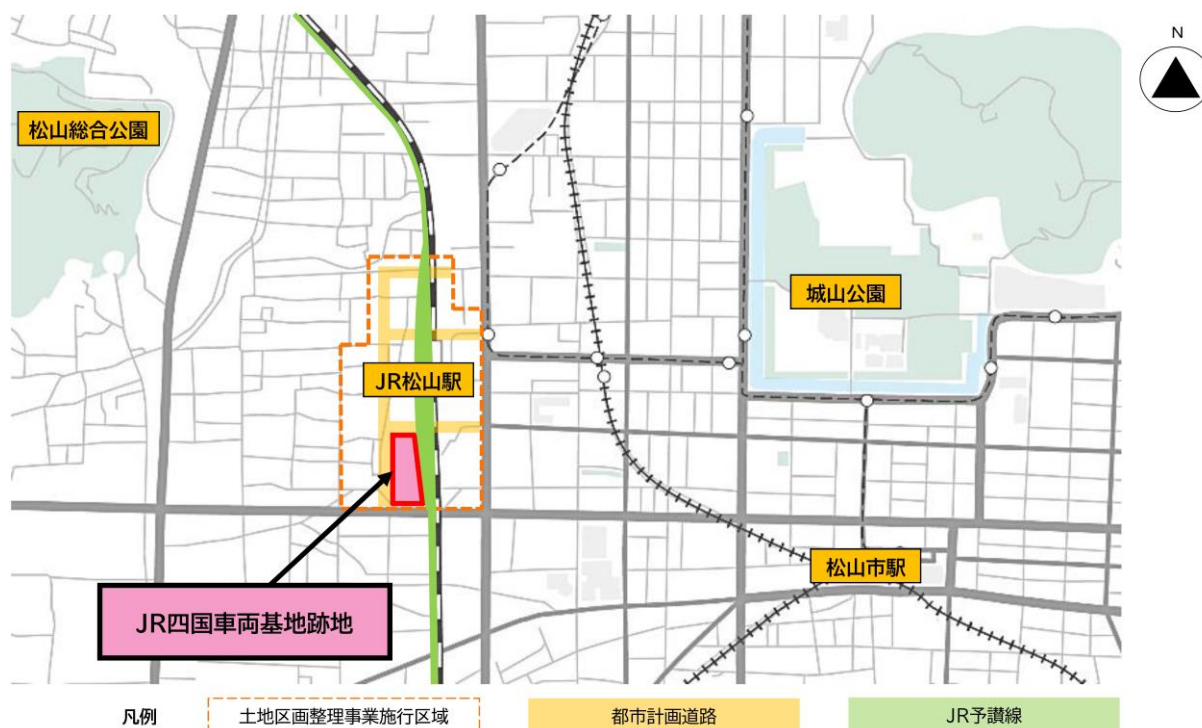 N
松山総合公園
城山公園
JR松山駅
松山市駅
JR四国車両基地跡地
凡例
土地区画整理事業施行区域
都市計画道路
JR予讃線